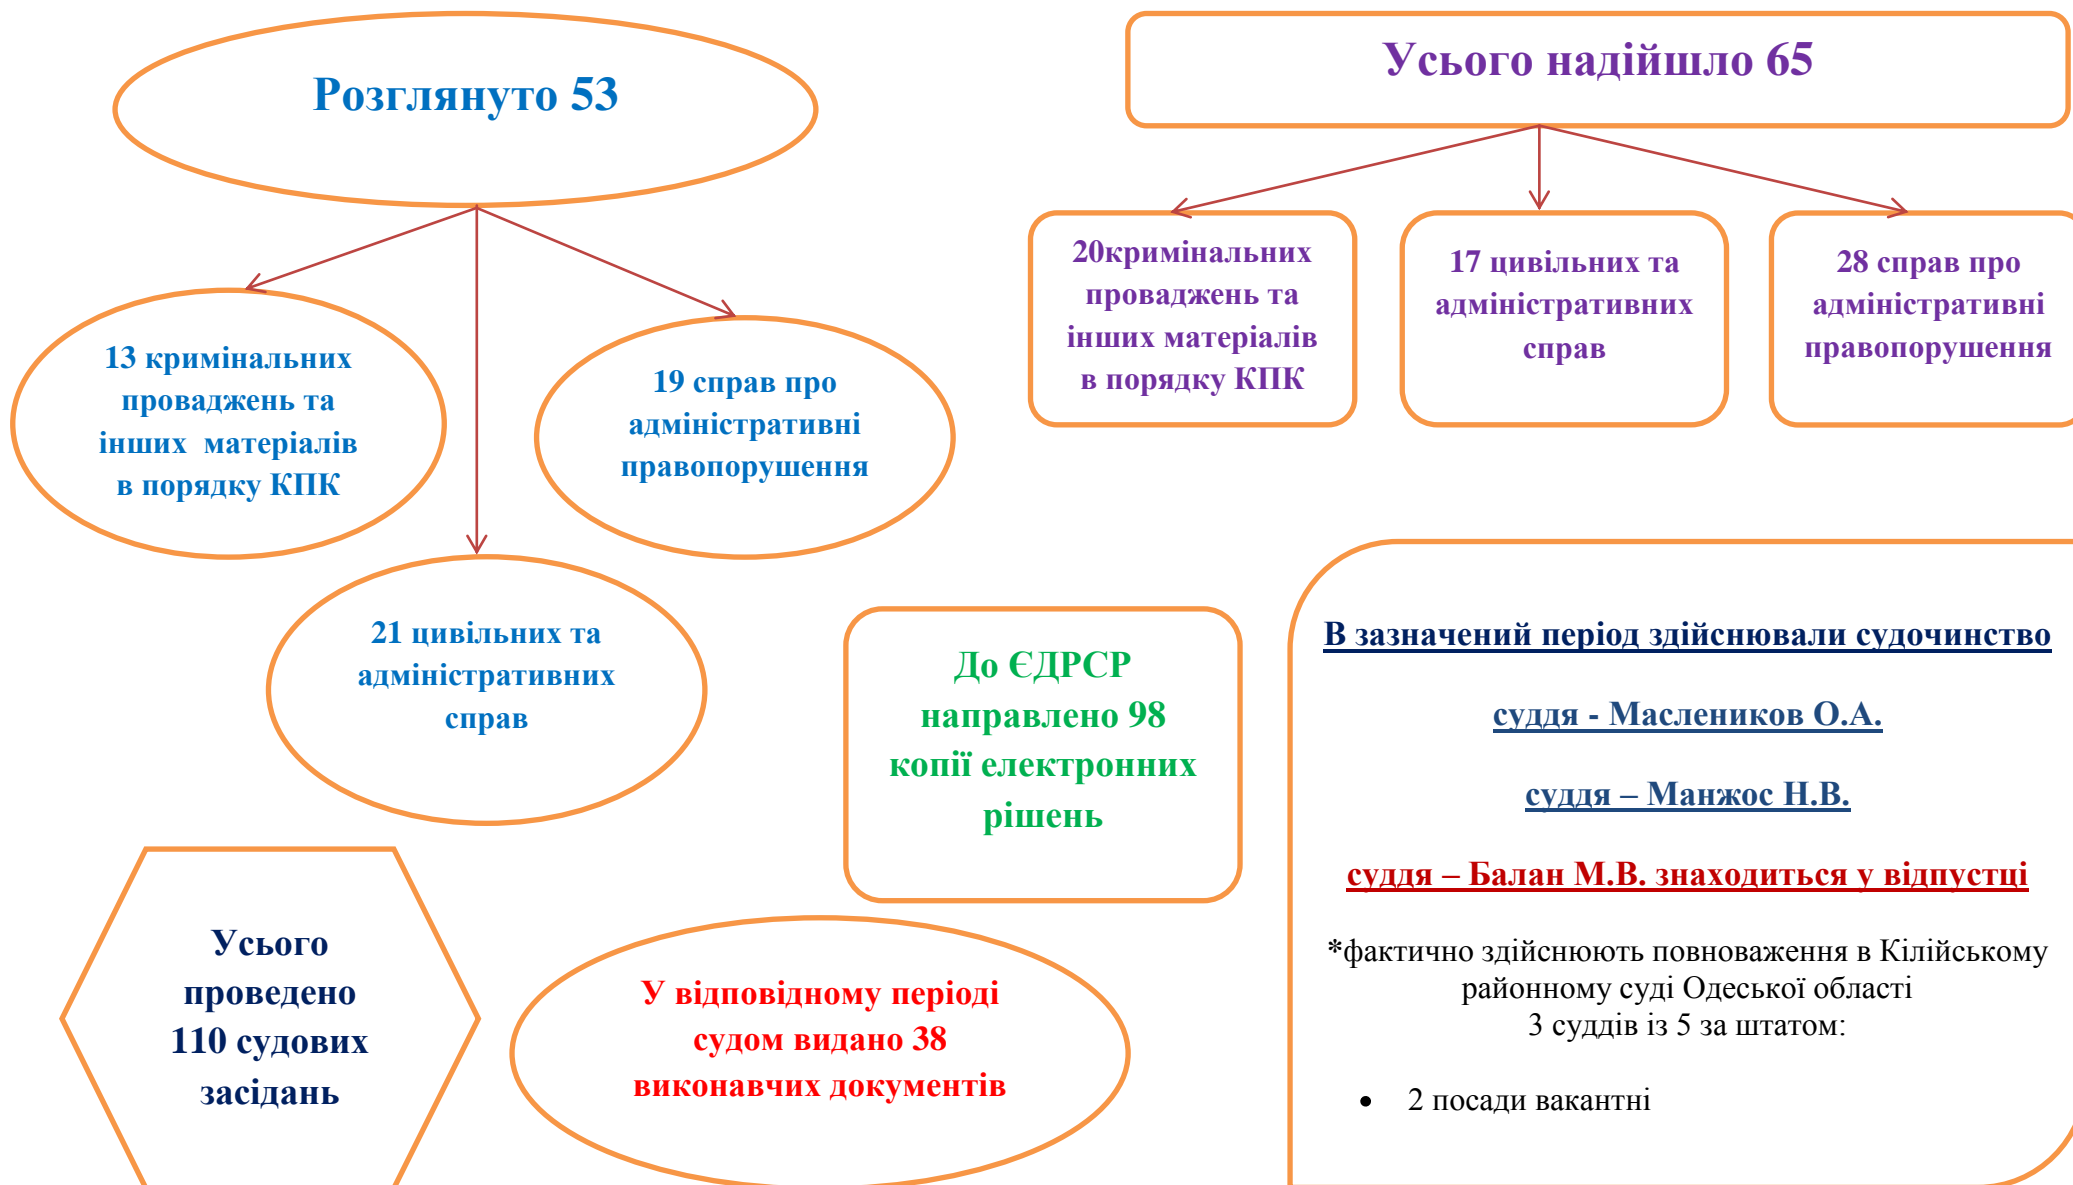 Розглянуто 53
13 кримінальних
проваджень та
інших матеріалів
в порядку КПК
19 справ про
адміністративні
правопорушення
21 цивільних та
адміністративних
справ
Усього надійшло 65
20кримінальних
проваджень та
інших матеріалів
в порядку КПК
17 цивільних та
адміністративних
справ
28 справ про
адміністративні
правопорушення
До ЄДРСР
направлено 98
копії електронних
рішень
Усього
проведено
110 судових
засідань
У відповідному періоді
судом видано 38
виконавчих документів
В зазначений період здійснювали судочинство
суддя - Маслеников О.А.
суддя – Манжос Н.В.
суддя – Балан М.В. знаходиться у відпустці
*фактично здійснюють повноваження в Кілійському
районному суді Одеської області
3 суддів із 5 за штатом:
• 2 посади вакантні